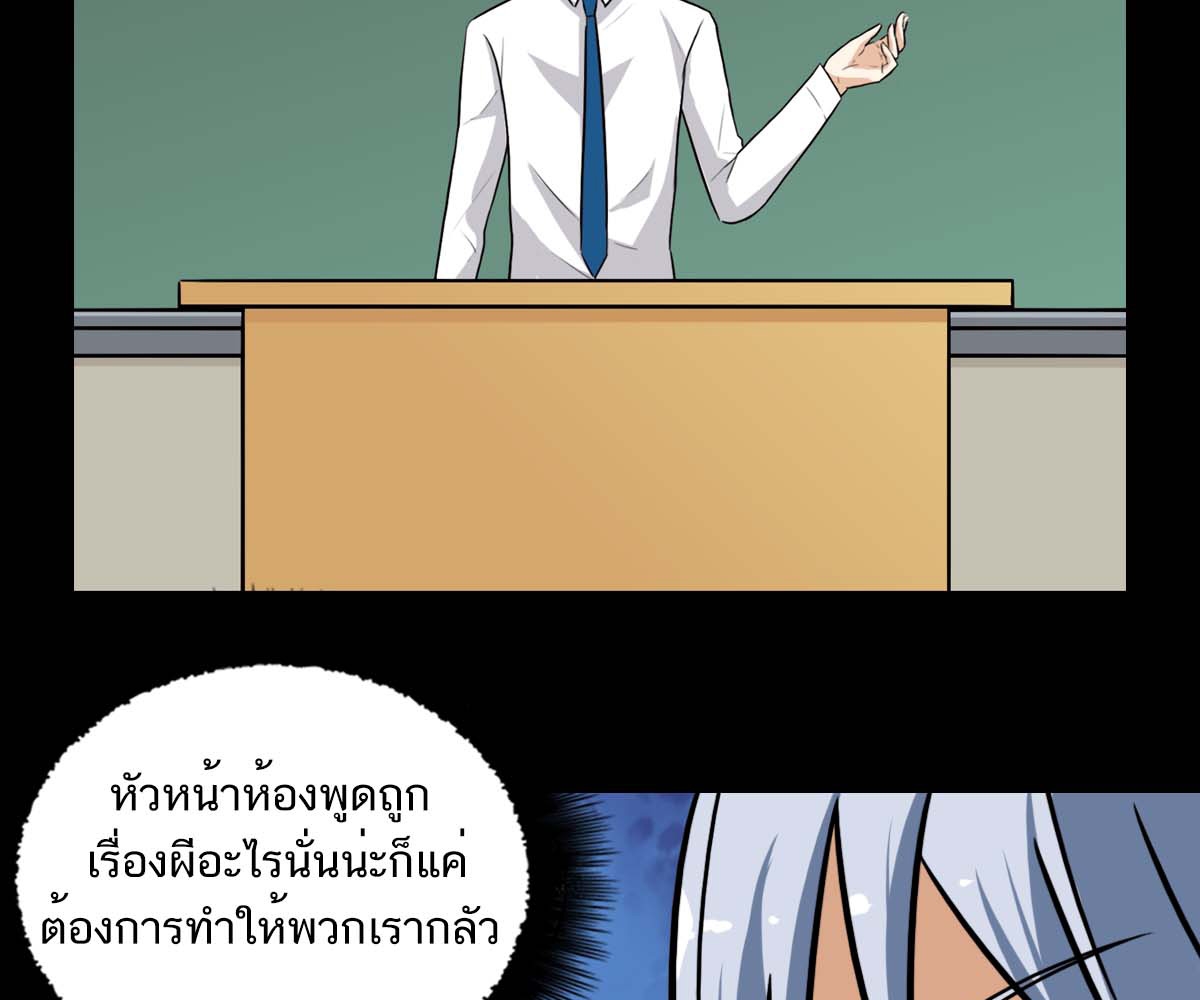 หัวหน้าห้องพูดถูก
เรื่องผีอะไรนั่นน่ะก็แค่
ต้องการทำให้พวกเรากลัว